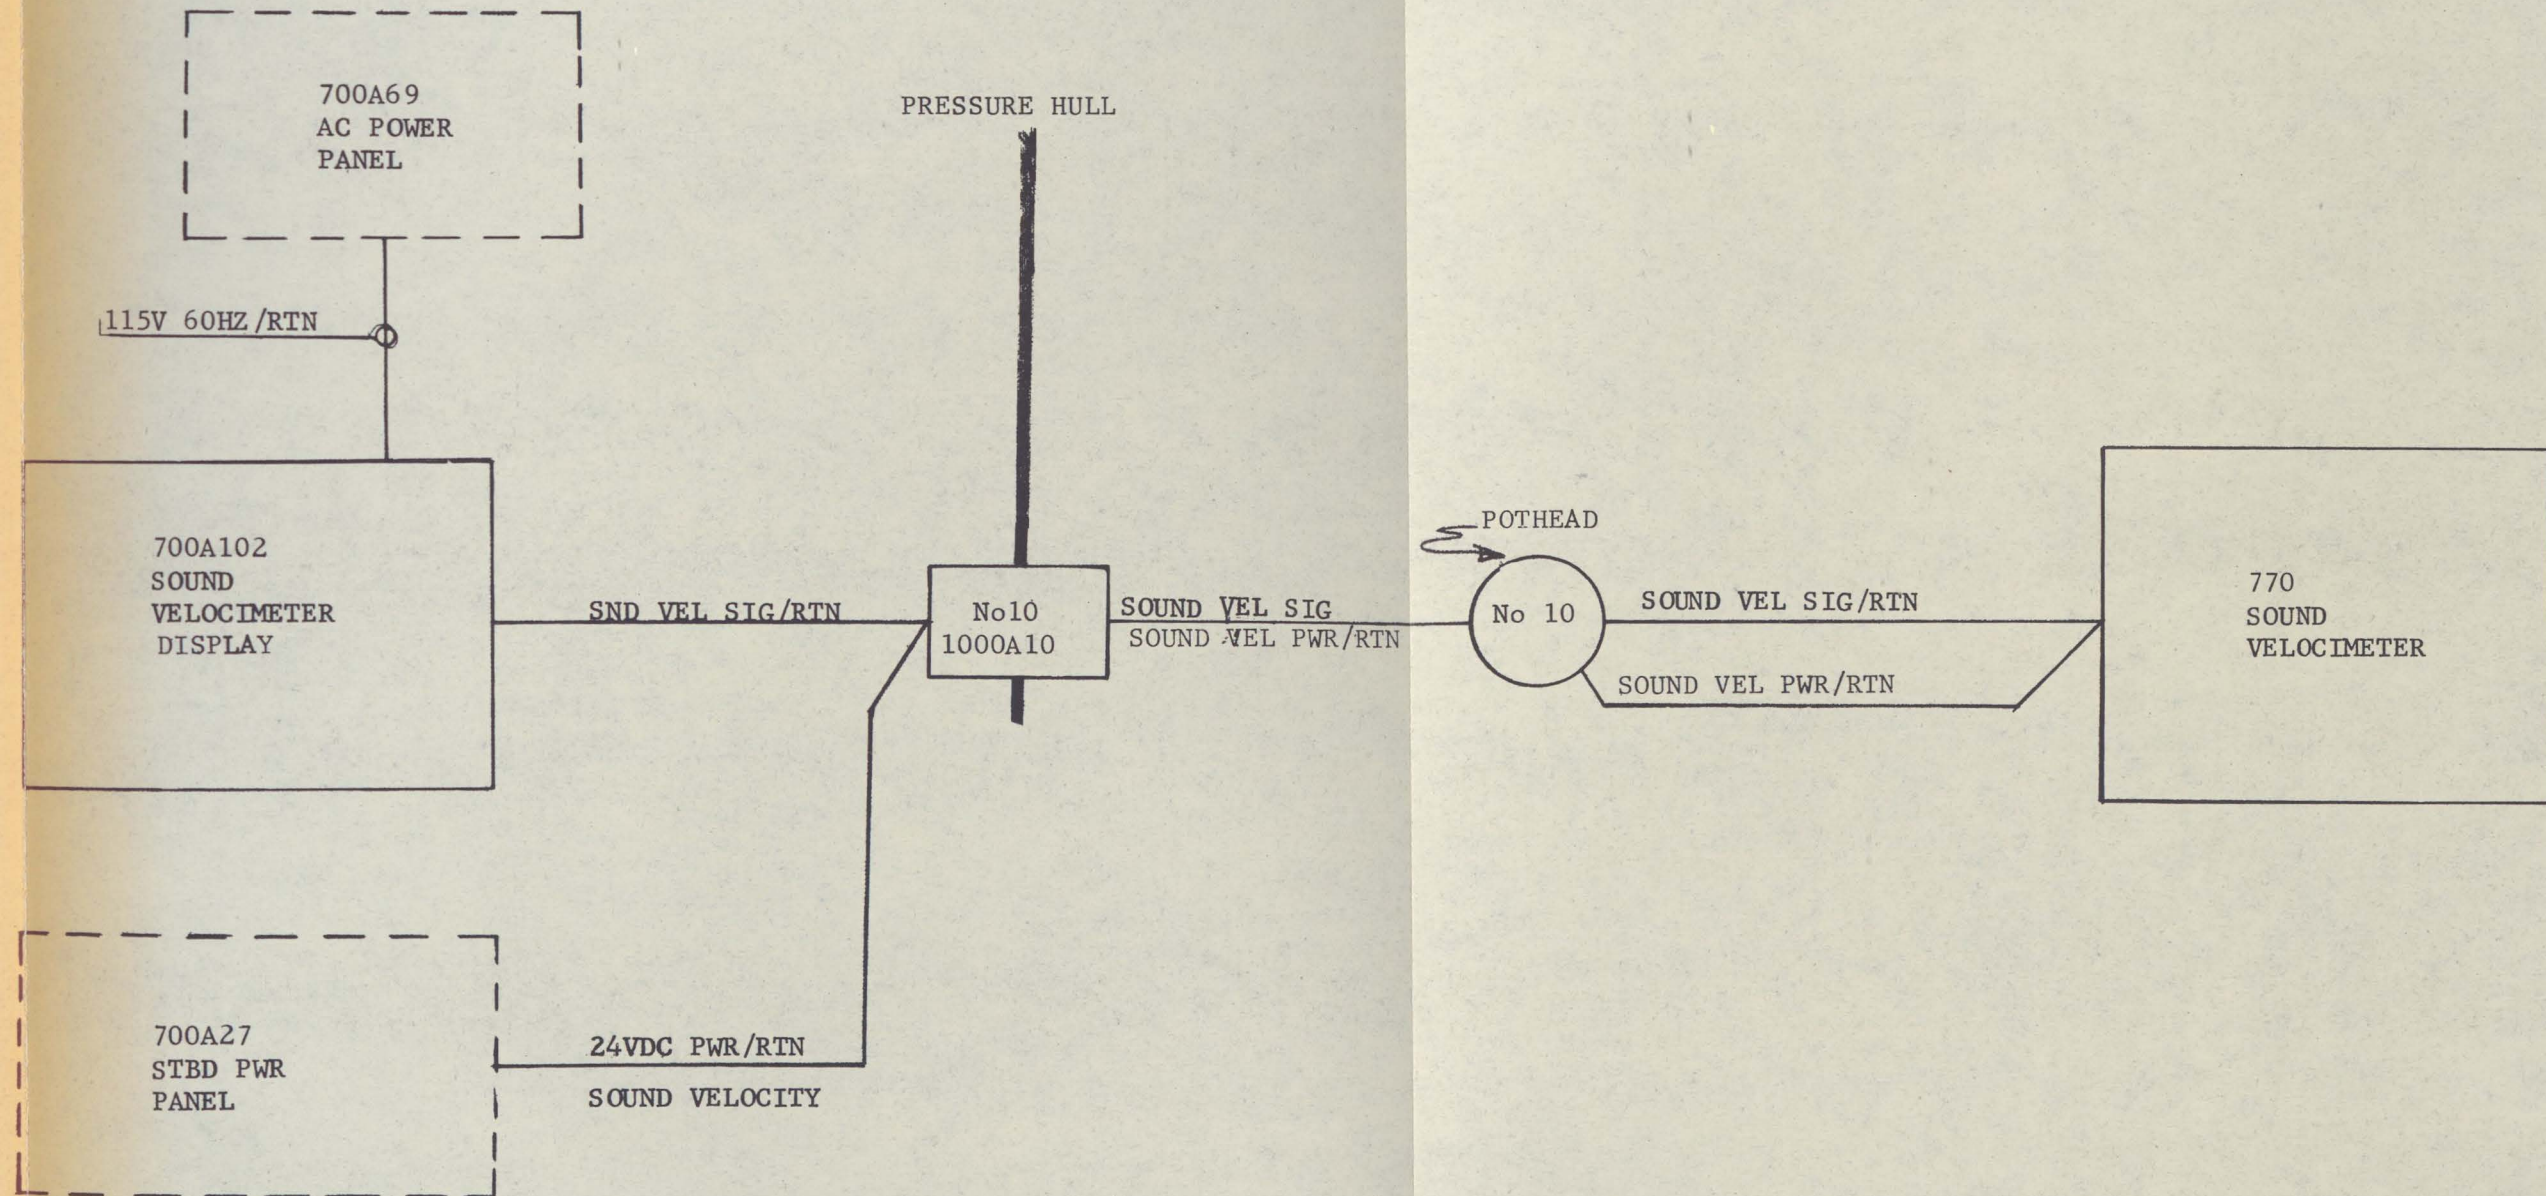 700A69
AC POWER
PANEL
PRESSURE HULL
115V 60HZ/RTN
POTHEAD
700A102
SOUND
VELOCIMETER
DISPLAY
SND VEL SIG/RTN
No10
1000A10
SOUND VEL SIG
SOUND VEL PWR/RTN
No 10
SOUND VEL SIG/RTN
SOUND VEL PWR/RTN
770
SOUND
VELOCIMETER
700A27
STBD PWR
PANEL
24VDC PWR/RTN
SOUND VELOCITY